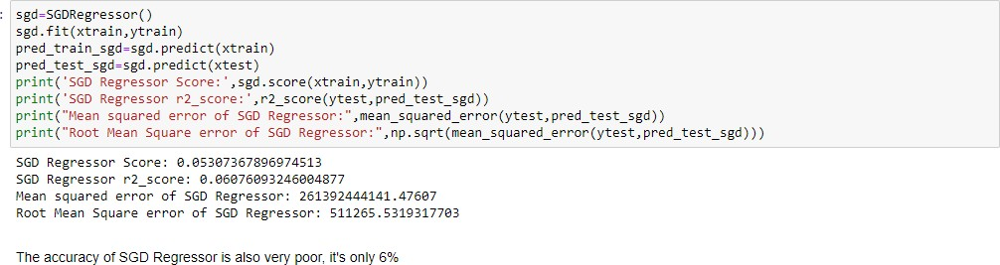 :
sgd=SGDRegressor()
sgd.fit(xtrain,ytrain)
pred_train_sgd=sgd.predict(xtrain)
pred_test_sgd=sgd.predict(xtest)
print('SGD Regressor Score:',sgd.score(xtrain,ytrain))
print('SGD Regressor r2_score:',r2_score(ytest,pred_test_sgd))
print("Mean squared error of SGD Regressor:",mean_squared_error(ytest,pred_test_sgd))
print("Root Mean Square error of SGD Regressor:",np.sqrt(mean_squared_error(ytest,pred_test_sgd)))
SGD Regressor Score: 0.05307367896974513
SGD Regressor r2_score: 0.06076093246004877
Mean squared error of SGD Regressor: 261392444141.47607
Root Mean Square error of SGD Regressor: 511265.5319317703
The accuracy of SGD Regressor is also very poor, it's only 6%